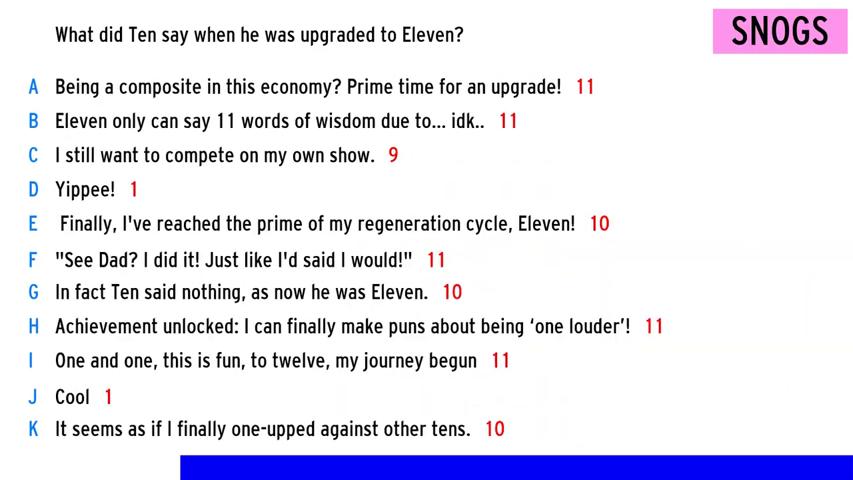 What did Ten say when he was upgraded to Eleven?
SNOGS
A Being a composite in this economy? Prime time for an upgrade! 11
B Eleven only can say 11 words of wisdom due to... idk.. 11
C I still want to compete on my own show. 9
D Yippee! 1
E Finally, I've reached the prime of my regeneration cycle, Eleven! 10
F "See Dad? I did it! Just like I'd said I would!" 11
G In fact Ten said nothing, as now he was Eleven. 10
H Achievement unlocked: I can finally make puns about being ‘one louder’! 11
I One and one, this is fun, to twelve, my journey begun 11
J Cool 1
K It seems as if I finally one-upped against other tens. 10